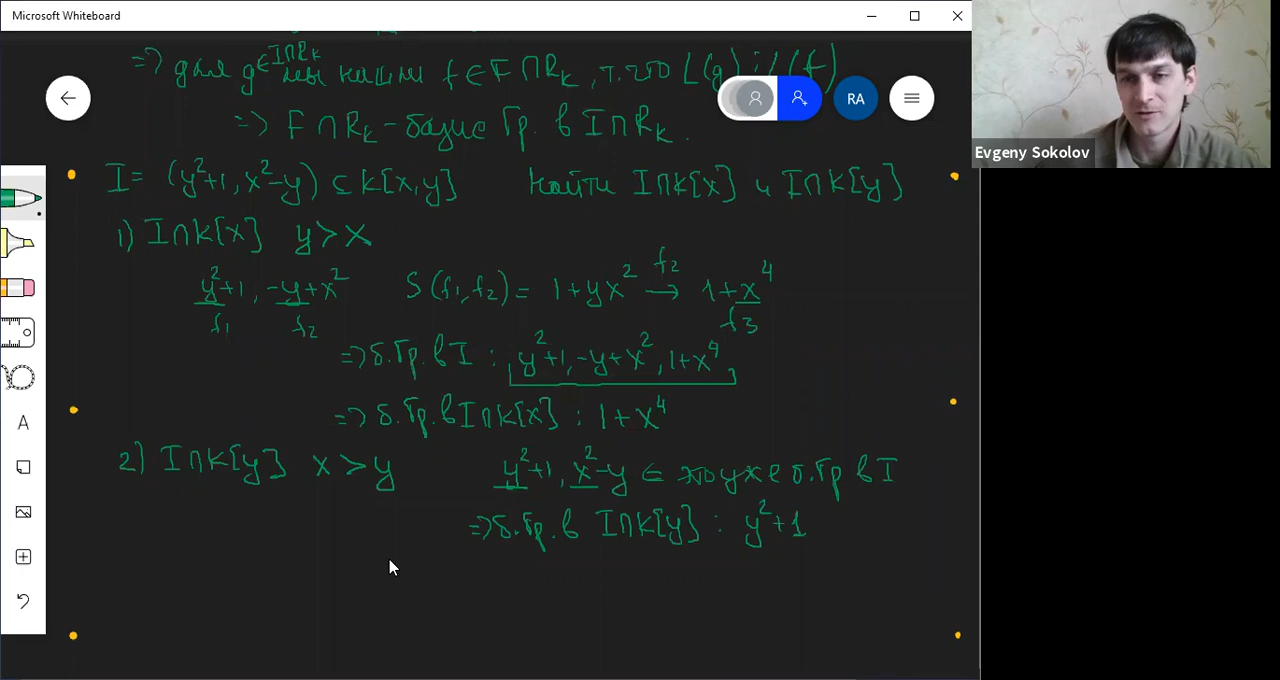 Microsoft Whiteboard
=> для g ∈ I∩R_k мы нашли f ∈ F∩R_k, т.что L(g) ⋮ L(f)
=> F∩R_k - базис Гр. в I∩R_k.
RA
Evgeny Sokolov
I = (y²+1, x²-y) ⊂ K[x,y] Найти I∩K[x] и I∩K[y]
1) I∩K[x] y > x
y²+1, -y+x² S(f₁,f₂) = 1+yx² →f₂ 1+x⁴
f₁ f₂ f₃
=> б.Гр. в I : y²+1, -y+x², 1+x⁴
=> б.Гр. в I∩K[x] : 1+x⁴
2) I∩K[y] x > y y²+1, x²-y ∈ это уже б.Гр в I
=> б.Гр. в I∩K[y] : y²+1
A